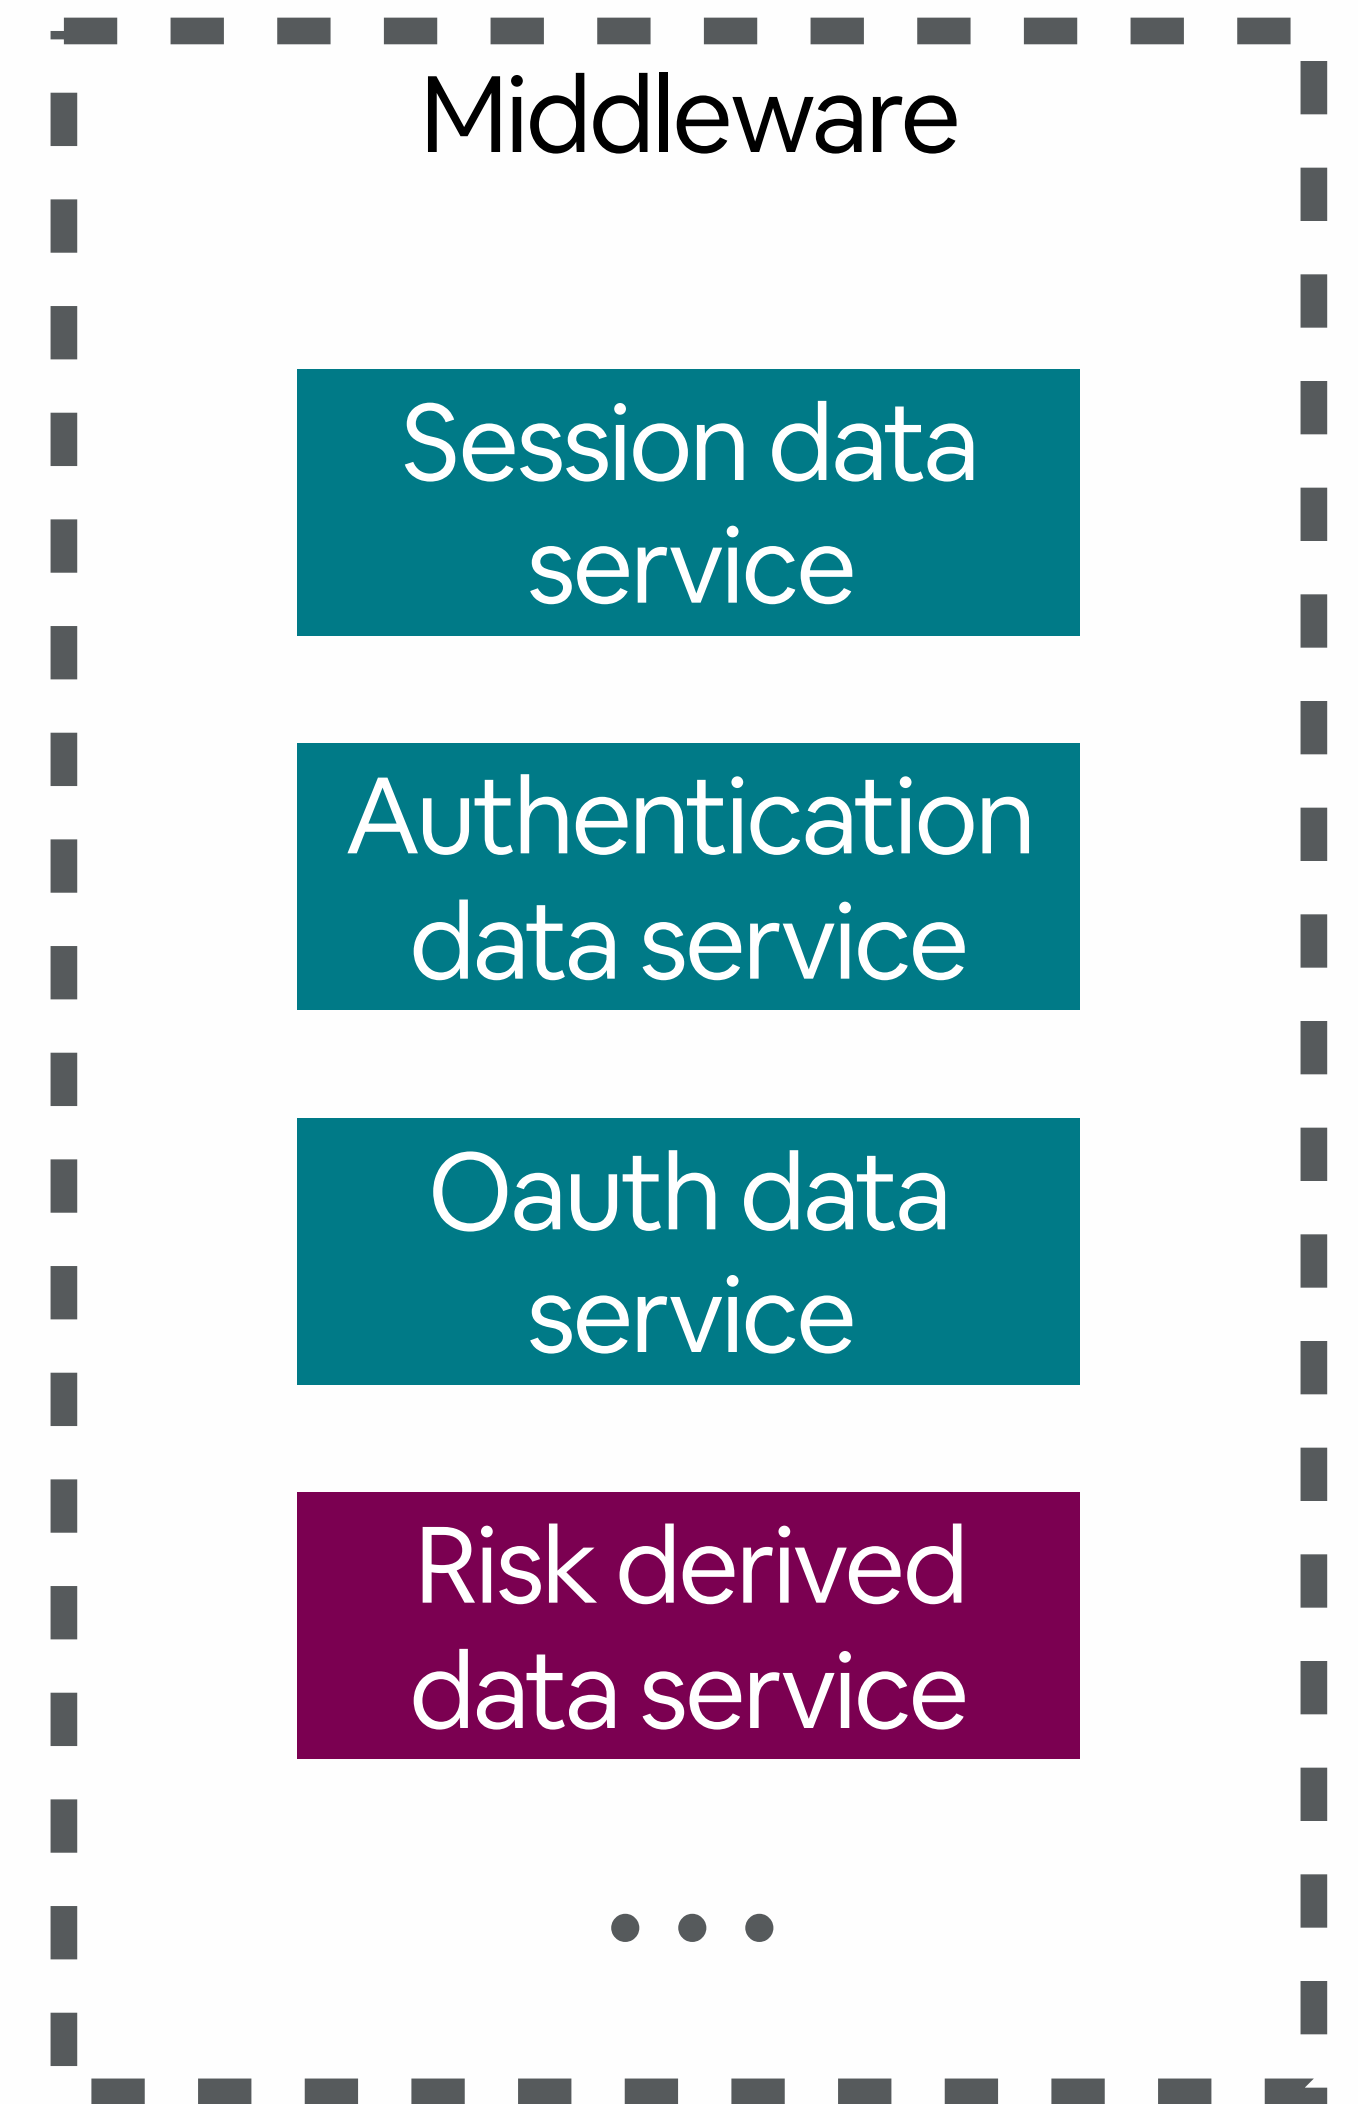 Middleware
Session data
service
Authentication
data service
Oauth data
service
Risk derived
data service
...